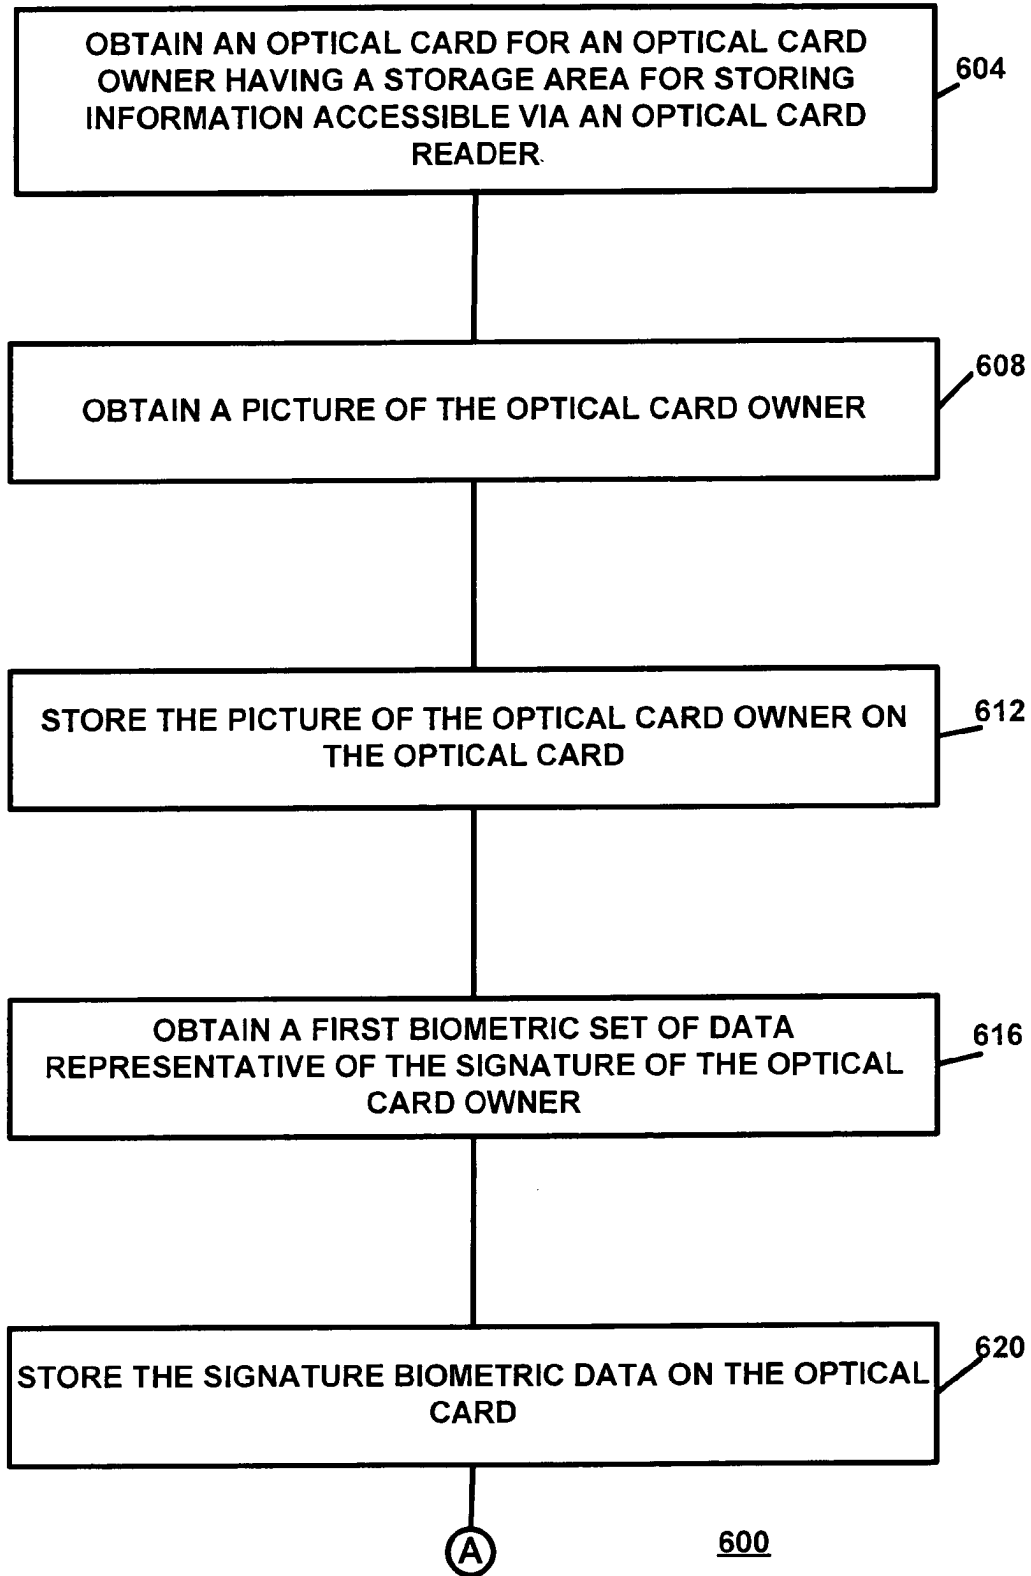 OBTAIN AN OPTICAL CARD FOR AN OPTICAL CARD
OWNER HAVING A STORAGE AREA FOR STORING
INFORMATION ACCESSIBLE VIA AN OPTICAL CARD
READER.
604
608
OBTAIN A PICTURE OF THE OPTICAL CARD OWNER
STORE THE PICTURE OF THE OPTICAL CARD OWNER ON
THE OPTICAL CARD
612
OBTAIN A FIRST BIOMETRIC SET OF DATA
REPRESENTATIVE OF THE SIGNATURE OF THE OPTICAL
CARD OWNER
616
STORE THE SIGNATURE BIOMETRIC DATA ON THE OPTICAL
CARD
620
A
600